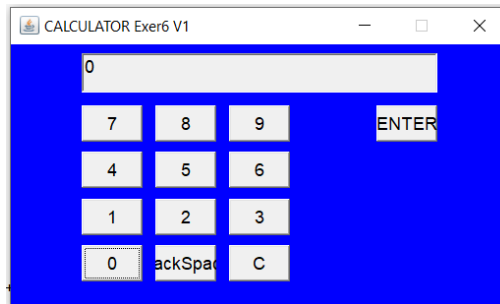 CALCULATOR Exer6 V1
0
7 8 9 ENTER
4 5 6
1 2 3
0 ackSpac C